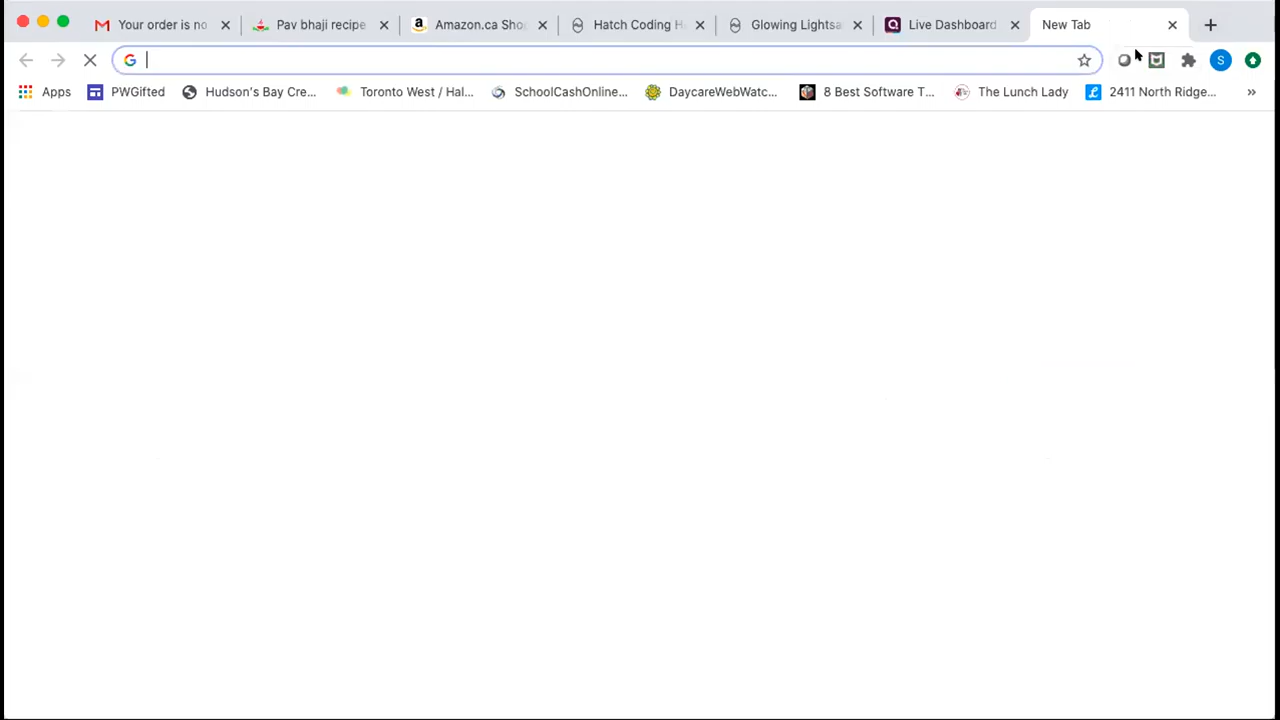 Your order is no
Pav bhaji recipe
Amazon.ca Sho
Hatch Coding H
Glowing Lightsa
Live Dashboard
New Tab
Apps
PWGifted
Hudson's Bay Cre...
Toronto West / Hal...
SchoolCashOnline...
DaycareWebWatc...
8 Best Software T...
The Lunch Lady
2411 North Ridge...
S